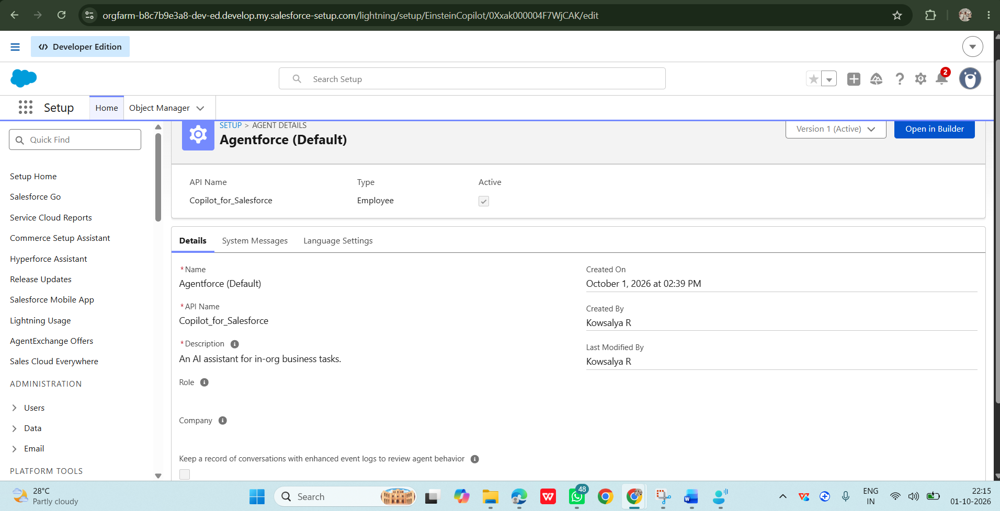 orgfarm-b8c7b9e3a8-dev-ed.develop.my.salesforce-setup.com/lightning/setup/EinsteinCopilot/0Xxak000004F7WjCAK/edit
Developer Edition
Search Setup
2
Setup
Home
Object Manager
Quick Find
Setup Home
Salesforce Go
Service Cloud Reports
Commerce Setup Assistant
Hyperforce Assistant
Release Updates
Salesforce Mobile App
Lightning Usage
AgentExchange Offers
Sales Cloud Everywhere
ADMINISTRATION
Users
Data
Email
PLATFORM TOOLS
SETUP > AGENT DETAILS
Agentforce (Default)
Version 1 (Active)
Open in Builder
API Name
Type
Active
Copilot_for_Salesforce
Employee
Details
System Messages
Language Settings
*Name
Agentforce (Default)
*API Name
Copilot_for_Salesforce
*Description
An AI assistant for in-org business tasks.
Role
Company
Keep a record of conversations with enhanced event logs to review agent behavior
Created On
October 1, 2026 at 02:39 PM
Created By
Kowsalya R
Last Modified By
Kowsalya R
28°C
Partly cloudy
Search
48
ENG
IN
22:15
01-10-2026